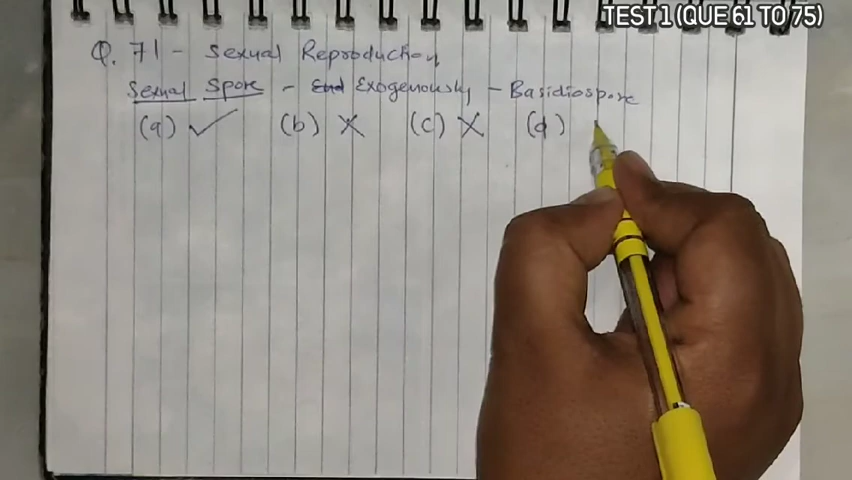 TEST 1 (QUE 61 TO 75)
Q. 71 - Sexual Reproduction
Sexual Spore - End Exogenously - Basidiospore
(a) ✓ (b) X (c) X (d)